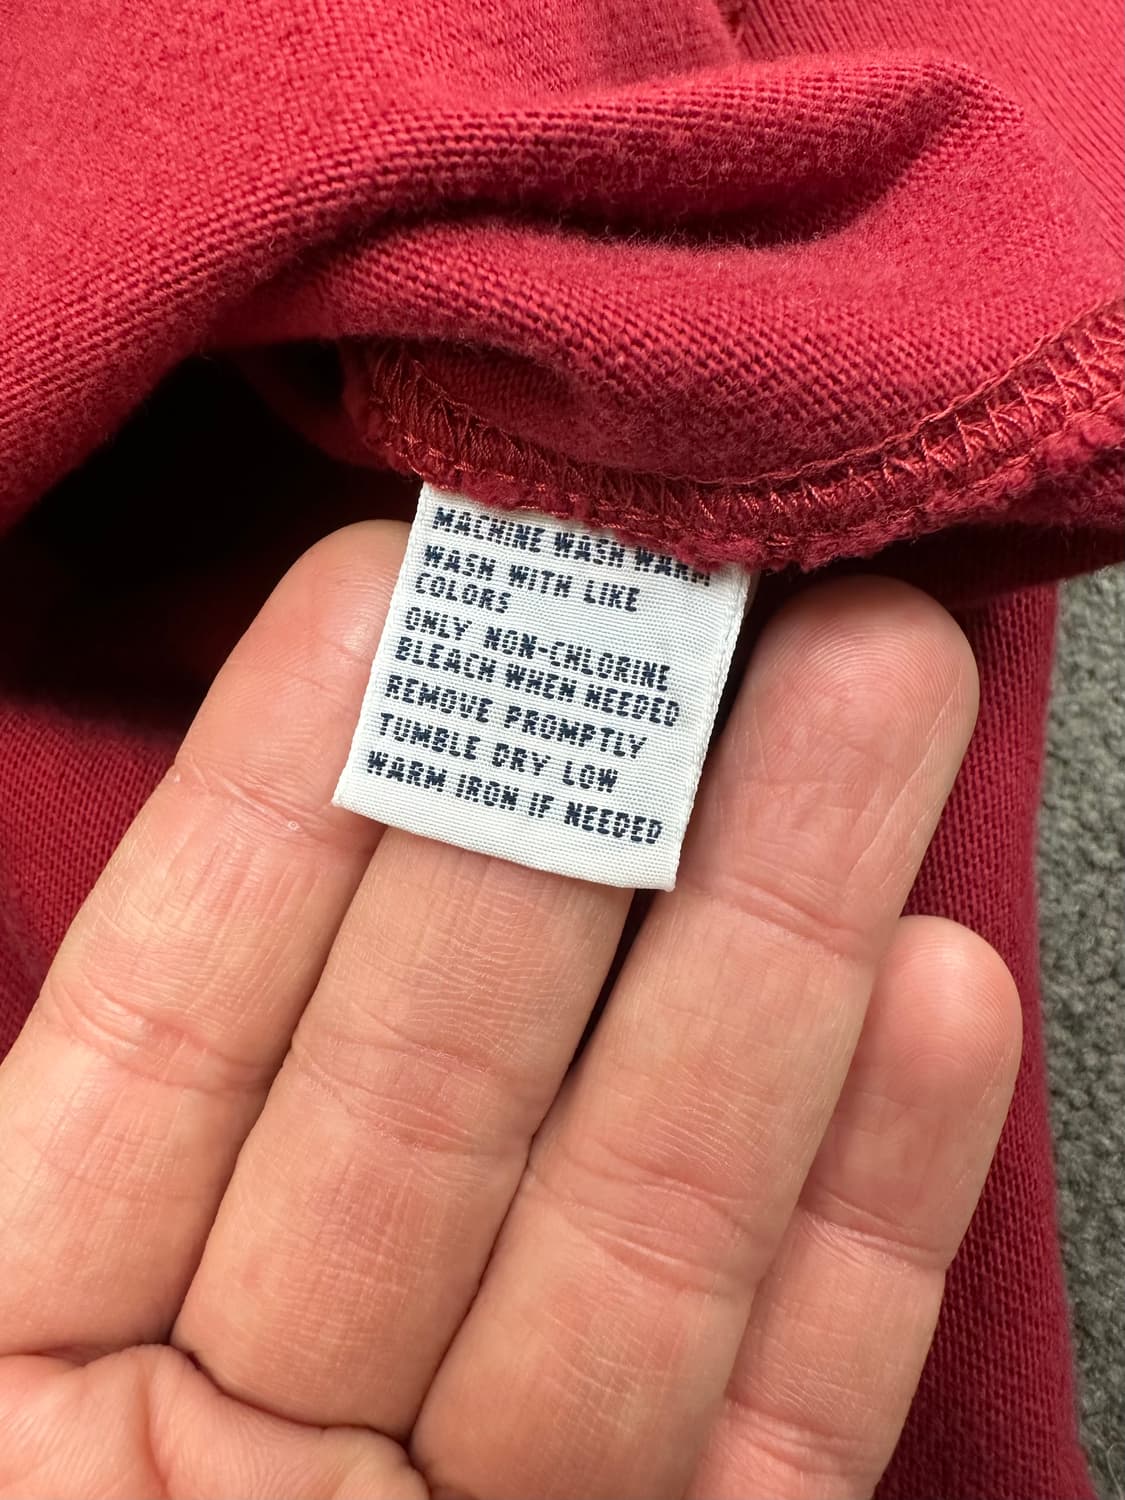 MACHINE WASH WARM
WASH WITH LIKE
COLORS
ONLY NON-CHLORINE
BLEACH WHEN NEEDED
REMOVE PROMPTLY
TUMBLE DRY LOW
WARM IRON IF NEEDED